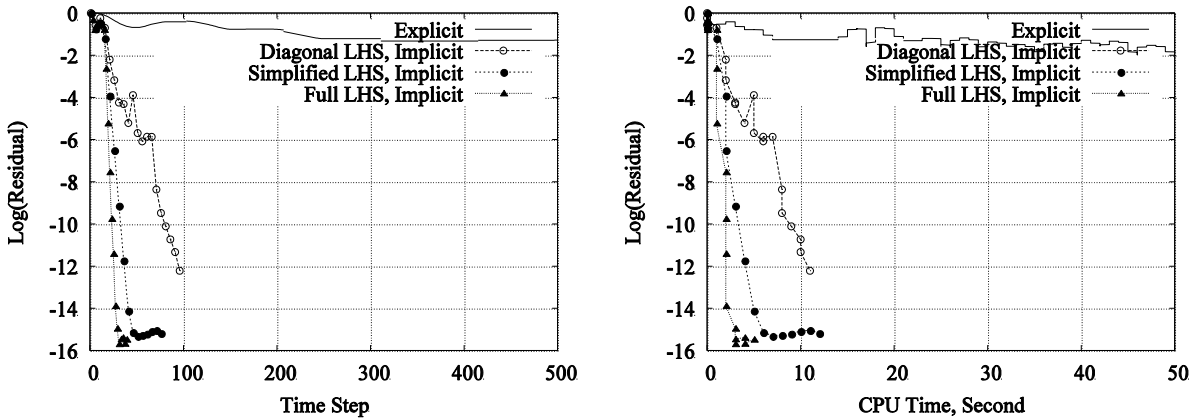 0
-2
-4
-6
-8
-10
-12
-14
-16
Log(Residual)
Explicit
Diagonal LHS, Implicit
Simplified LHS, Implicit
Full LHS, Implicit
0 100 200 300 400 500
Time Step
0
-2
-4
-6
-8
-10
-12
-14
-16
Log(Residual)
Explicit
Diagonal LHS, Implicit
Simplified LHS, Implicit
Full LHS, Implicit
0 10 20 30 40 50
CPU Time, Second